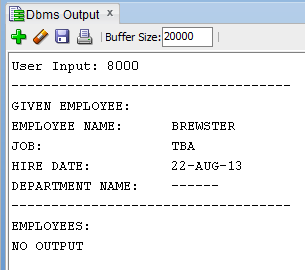 Dbms Output x
Buffer Size: 20000
User Input: 8000
-----------------------------------
GIVEN EMPLOYEE:
EMPLOYEE NAME: BREWSTER
JOB: TBA
HIRE DATE: 22-AUG-13
DEPARTMENT NAME: ------
-----------------------------------
EMPLOYEES:
NO OUTPUT